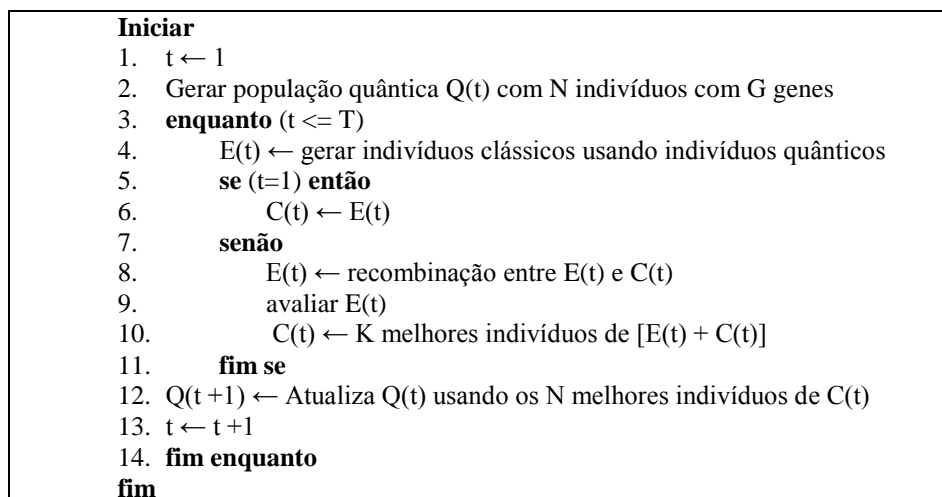 Iniciar
1. t ← 1
2. Gerar população quântica Q(t) com N indivíduos com G genes
3. enquanto (t <= T)
4. E(t) ← gerar indivíduos clássicos usando indivíduos quânticos
5. se (t=1) então
6. C(t) ← E(t)
7. senão
8. E(t) ← recombinação entre E(t) e C(t)
9. avaliar E(t)
10. C(t) ← K melhores indivíduos de [E(t) + C(t)]
11. fim se
12. Q(t +1) ← Atualiza Q(t) usando os N melhores indivíduos de C(t)
13. t ← t +1
14. fim enquanto
fim